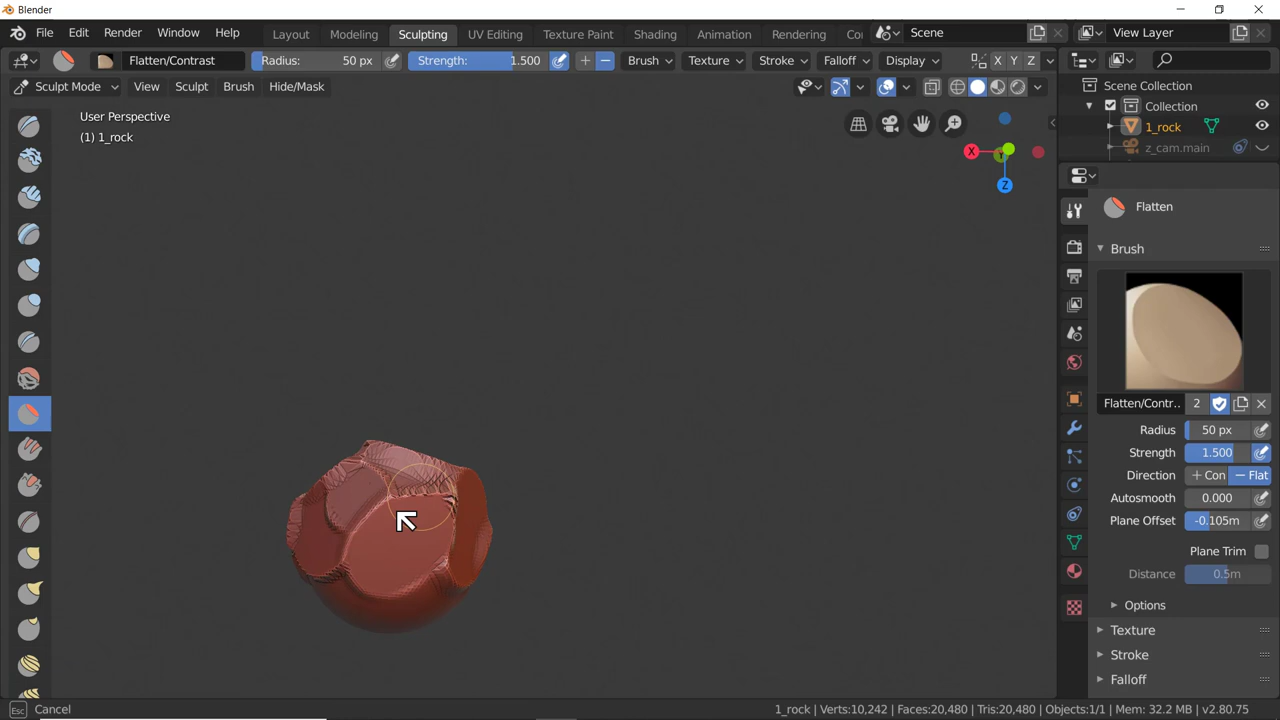 Blender
File Edit Render Window Help
Layout Modeling Sculpting UV Editing Texture Paint Shading Animation Rendering Co
Scene
View Layer
Flatten/Contrast
Radius: 50 px
Strength: 1.500
Brush
Texture
Stroke
Falloff
Display
X Y Z
Sculpt Mode View Sculpt Brush Hide/Mask
User Perspective
(1) 1_rock
X
Y
Z
Scene Collection
Collection
1_rock
z_cam.main
Flatten
Brush
Flatten/Contr.. 2
Radius 50 px
Strength 1.500
Direction + Con − Flat
Autosmooth 0.000
Plane Offset -0.105m
Plane Trim
Distance 0.5m
Options
Texture
Stroke
Falloff
Esc Cancel
1_rock | Verts:10,242 | Faces:20,480 | Tris:20,480 | Objects:1/1 | Mem: 32.2 MB | v2.80.75